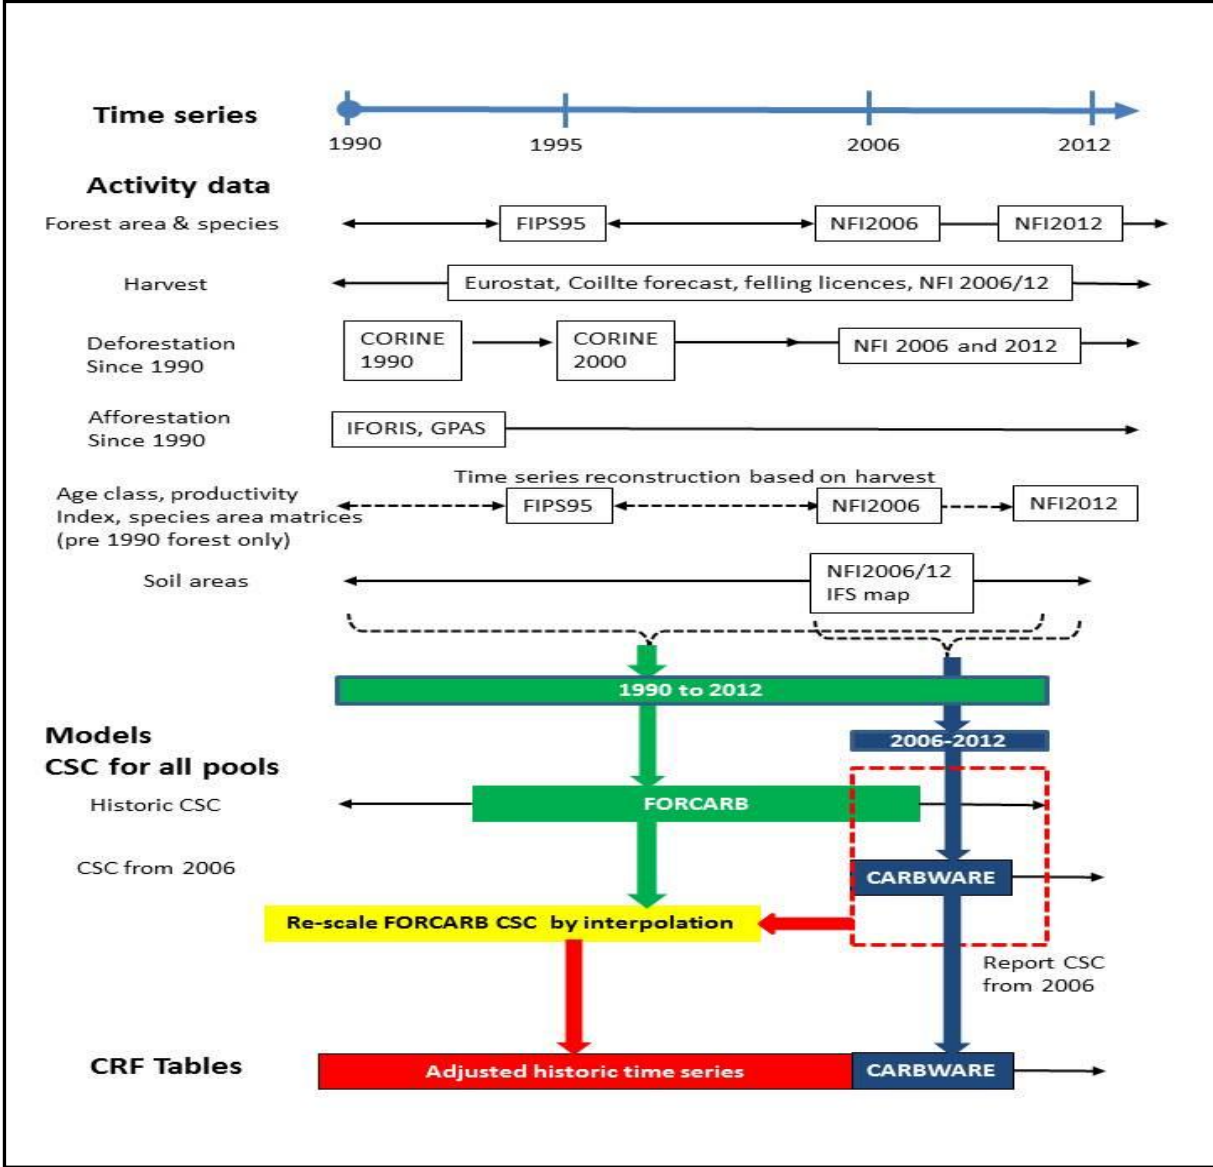 Time series
1990
1995
2006
2012
Activity data
Forest area & species
FIPS95
NFI2006
NFI2012
Harvest
Eurostat, Coillte forecast, felling licences, NFI 2006/12
Deforestation
Since 1990
CORINE
1990
CORINE
2000
NFI 2006 and 2012
Afforestation
Since 1990
IFORIS, GPAS
Time series reconstruction based on harvest
Age class, productivity
Index, species area matrices
(pre 1990 forest only)
FIPS95
NFI2006
NFI2012
Soil areas
NFI2006/12
IFS map
1990 to 2012
Models
CSC for all pools
2006-2012
Historic CSC
FORCARB
CSC from 2006
CARBWARE
Re-scale FORCARB CSC by interpolation
Report CSC
from 2006
CRF Tables
Adjusted historic time series
CARBWARE